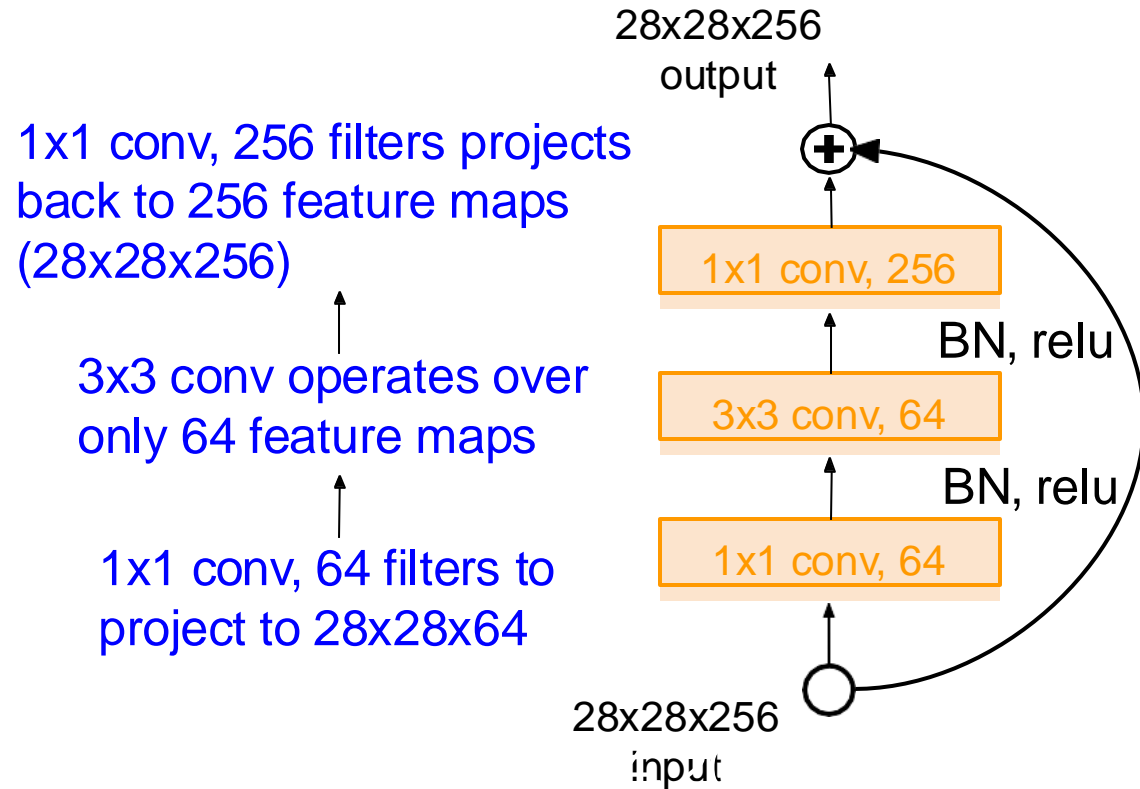 28x28x256
output
1x1 conv, 256 filters projects
back to 256 feature maps
(28x28x256)
1x1 conv, 256
BN, relu
3x3 conv operates over
only 64 feature maps
3x3 conv, 64
BN, relu
1x1 conv, 64 filters to
project to 28x28x64
1x1 conv, 64
28x28x256
input